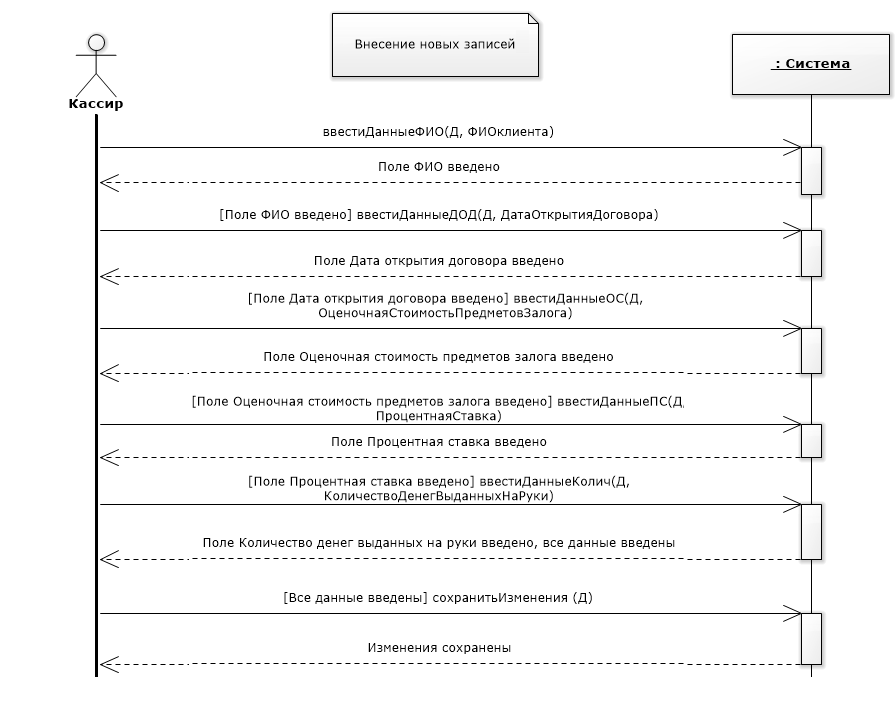 Внесение новых записей
: Система
Кассир
ввестиДанныеФИО(Д, ФИОклиента)
Поле ФИО введено
[Поле ФИО введено] ввестиДанныеДОД(Д, ДатаОткрытияДоговора)
Поле Дата открытия договора введено
[Поле Дата открытия договора введено] ввестиДанныеОС(Д,
ОценочнаяСтоимостьПредметовЗалога)
Поле Оценочная стоимость предметов залога введено
[Поле Оценочная стоимость предметов залога введено] ввестиДанныеПС(Д,
ПроцентнаяСтавка)
Поле Процентная ставка введено
[Поле Процентная ставка введено] ввестиДанныеКолич(Д,
КоличествоДенегВыданныхНаРуки)
Поле Количество денег выданных на руки введено, все данные введены
[Все данные введены] сохранитьИзменения (Д)
Изменения сохранены